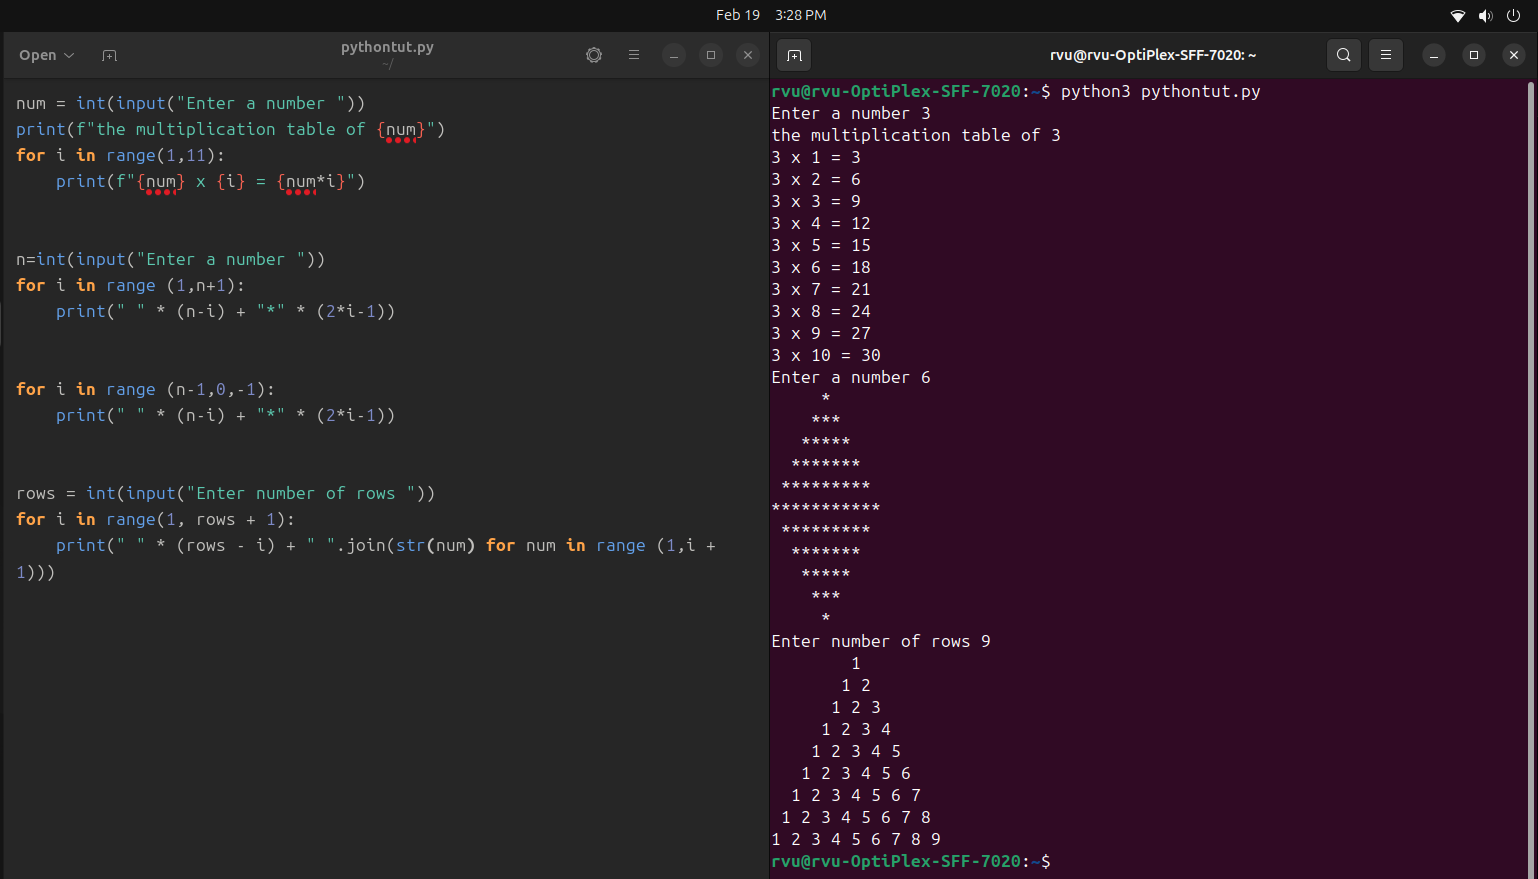 Feb 19 3:28 PM
Open
pythontut.py
~/
num = int(input("Enter a number "))
print(f"the multiplication table of {num}")
for i in range(1,11):
    print(f"{num} x {i} = {num*i}")
n=int(input("Enter a number "))
for i in range (1,n+1):
    print(" " * (n-i) + "*" * (2*i-1))
for i in range (n-1,0,-1):
    print(" " * (n-i) + "*" * (2*i-1))
rows = int(input("Enter number of rows "))
for i in range(1, rows + 1):
    print(" " * (rows - i) + " ".join(str(num) for num in range (1,i +
1)))
rvu@rvu-OptiPlex-SFF-7020: ~
rvu@rvu-OptiPlex-SFF-7020:~$ python3 pythontut.py
Enter a number 3
the multiplication table of 3
3 x 1 = 3
3 x 2 = 6
3 x 3 = 9
3 x 4 = 12
3 x 5 = 15
3 x 6 = 18
3 x 7 = 21
3 x 8 = 24
3 x 9 = 27
3 x 10 = 30
Enter a number 6
     *
    ***
   *****
  *******
 *********
***********
 *********
  *******
   *****
    ***
     *
Enter number of rows 9
        1
       1 2
      1 2 3
     1 2 3 4
    1 2 3 4 5
   1 2 3 4 5 6
  1 2 3 4 5 6 7
 1 2 3 4 5 6 7 8
1 2 3 4 5 6 7 8 9
rvu@rvu-OptiPlex-SFF-7020:~$